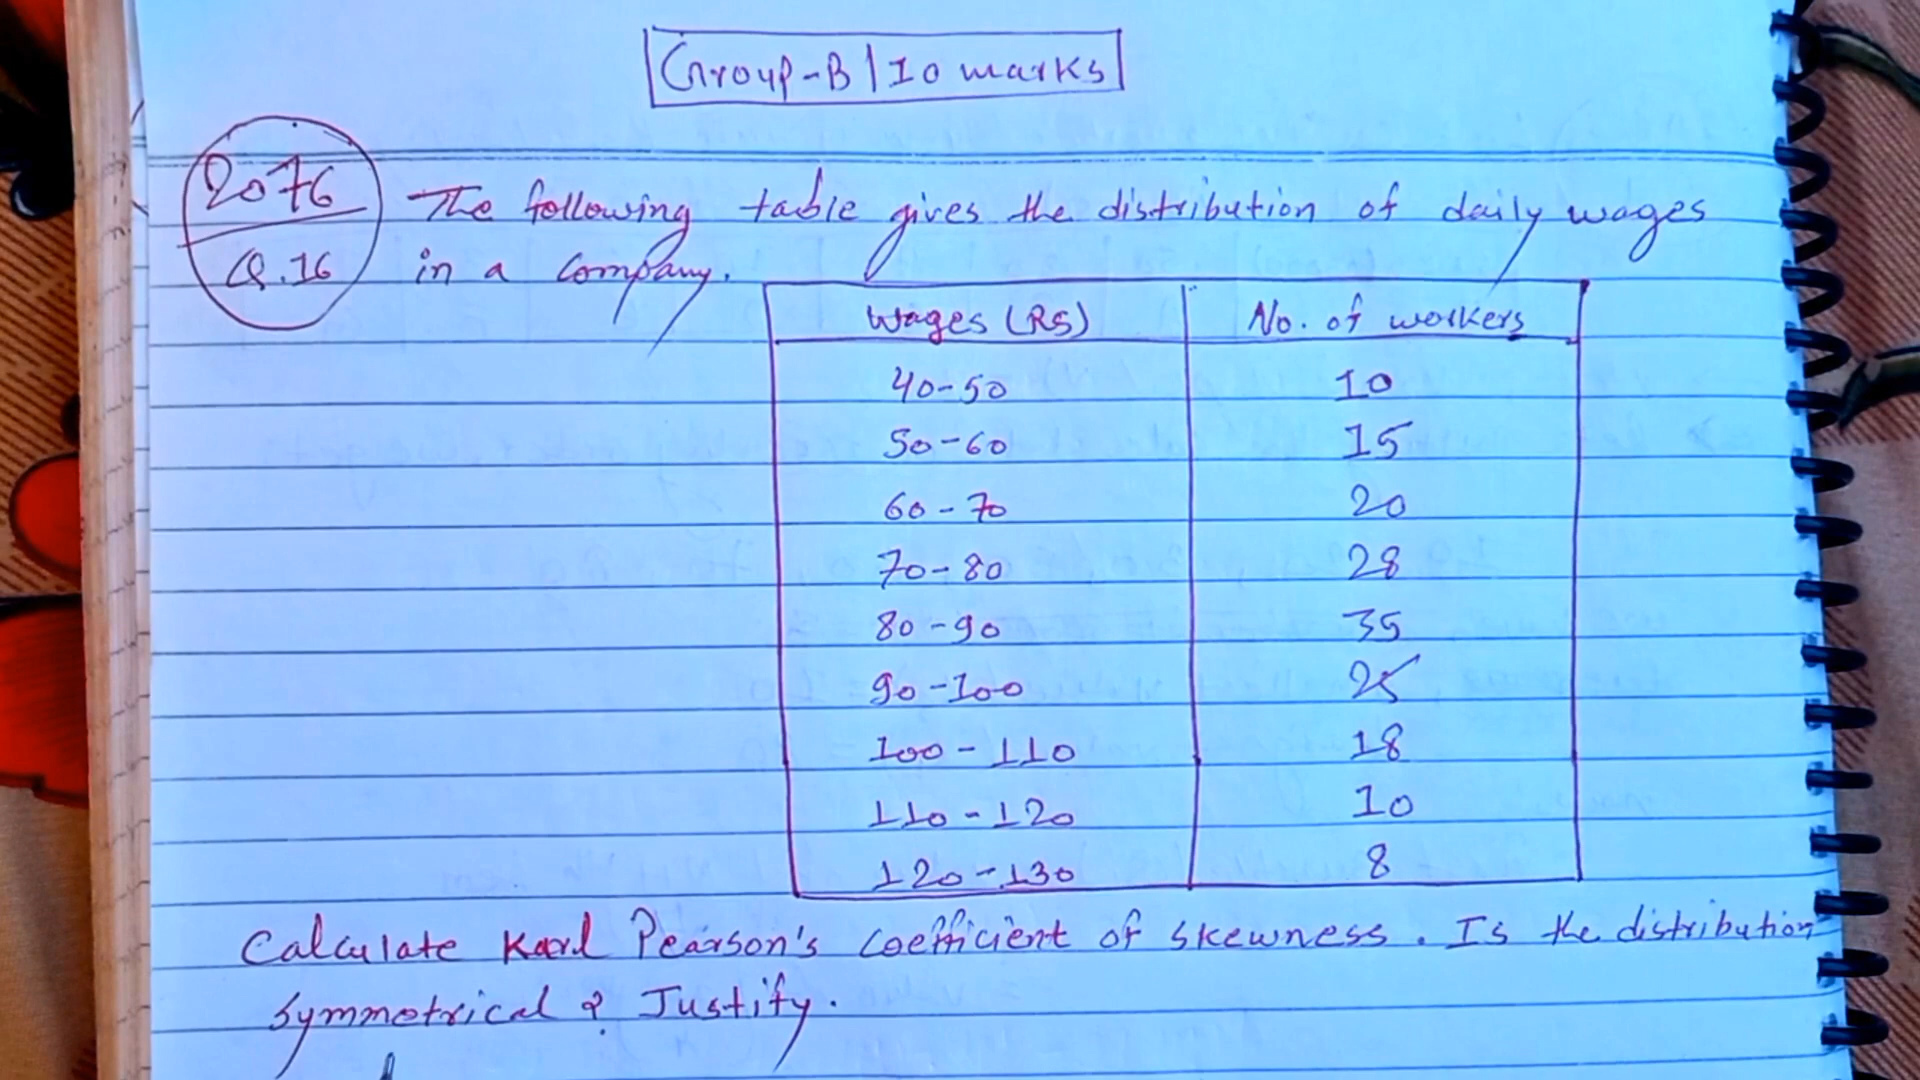 Group-B | 10 marks
2076
Q.16
The following table gives the distribution of daily wages
in a company.
Wages (Rs) No. of workers
40-50 10
50-60 15
60-70 20
70-80 28
80-90 35
90-100 25
100-110 18
110-120 10
120-130 8
Calculate Karl Pearson's coefficient of skewness. Is the distribution
symmetrical? Justify.